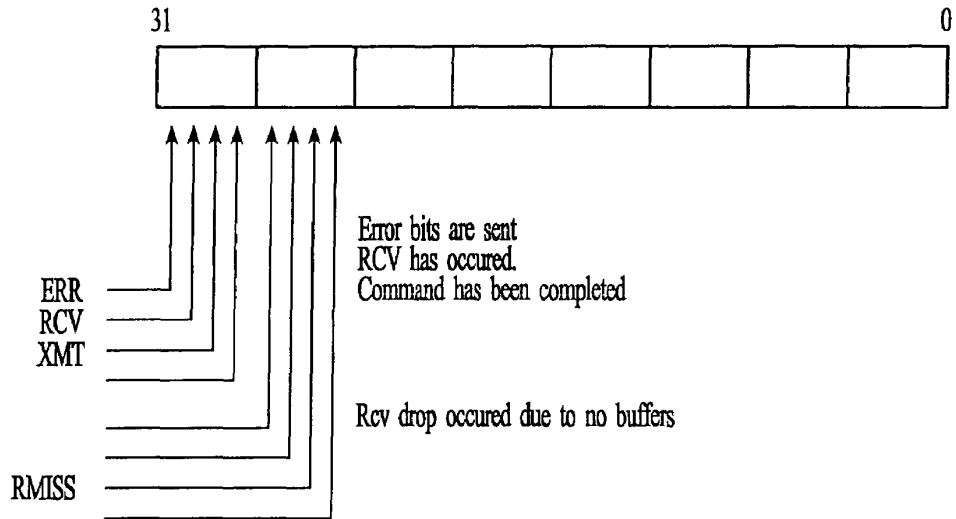 31 0
Error bits are sent
RCV has occured.
ERR Command has been completed
RCV
XMT
Rcv drop occured due to no buffers
RMISS